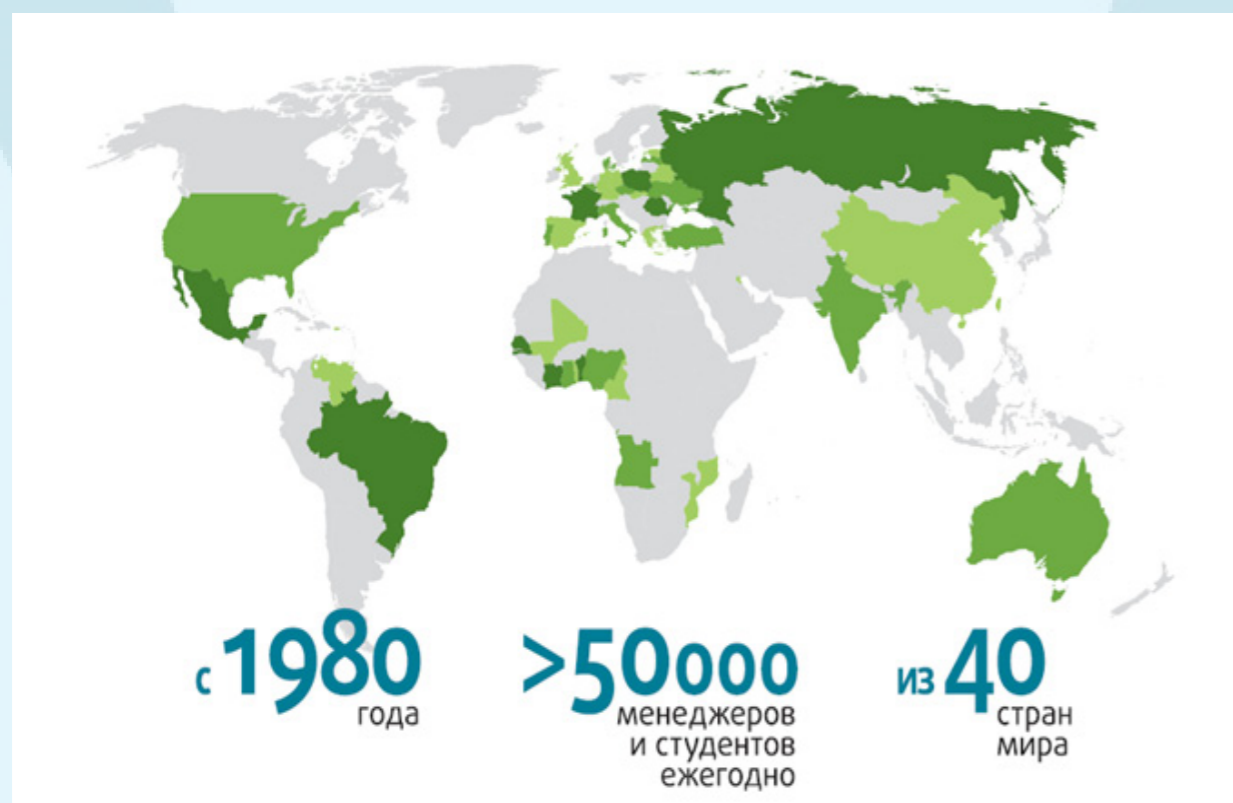 с 1980
года
>50000
менеджеров
и студентов
ежегодно
из 40
стран
мира